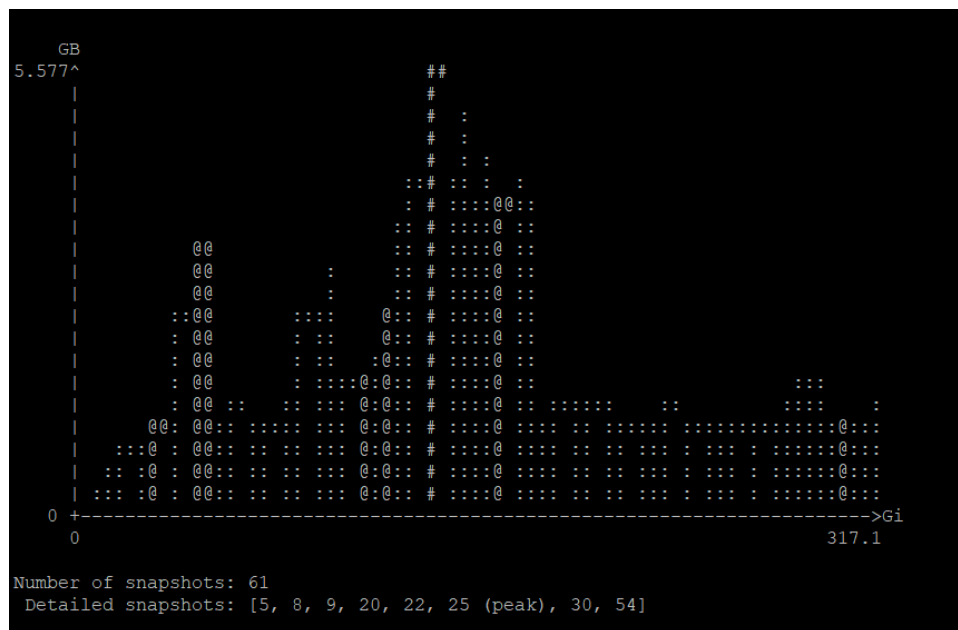 GB
5.577^                               ##
     |                               #
     |                               #  :
     |                               #  :
     |                               #  : :
     |                             ::# :: :  :
     |                             : # ::::@@::
     |                            :: # ::::@ ::
     |          @@                :: # ::::@ ::
     |          @@          :     :: # ::::@ ::
     |          @@          :     :: # ::::@ ::
     |        ::@@       ::::    @:: # ::::@ ::
     |        : @@       : ::    @:: # ::::@ ::
     |        : @@       : ::   :@:: # ::::@ ::
     |        : @@       : ::::@:@:: # ::::@ ::                       :::
     |        : @@ ::   :: ::: @:@:: # ::::@ :: ::::::    ::         ::::    :
     |      @@: @@:: ::::: ::: @:@:: # ::::@ :::: :: :::::: ::::::::::::::@:::
     |   :::@ : @@:: :: :: ::: @:@:: # ::::@ :::: :: :: ::: : ::: :: ::::::@:::
     |  :: :@ : @@:: :: :: ::: @:@:: # ::::@ :::: :: :: ::: : ::: :: ::::::@:::
     | ::: :@ : @@:: :: :: ::: @:@:: # ::::@ :::: :: :: ::: : ::: :: ::::::@:::
   0 +----------------------------------------------------------------------->Gi
     0                                                                   317.1
Number of snapshots: 61
 Detailed snapshots: [5, 8, 9, 20, 22, 25 (peak), 30, 54]